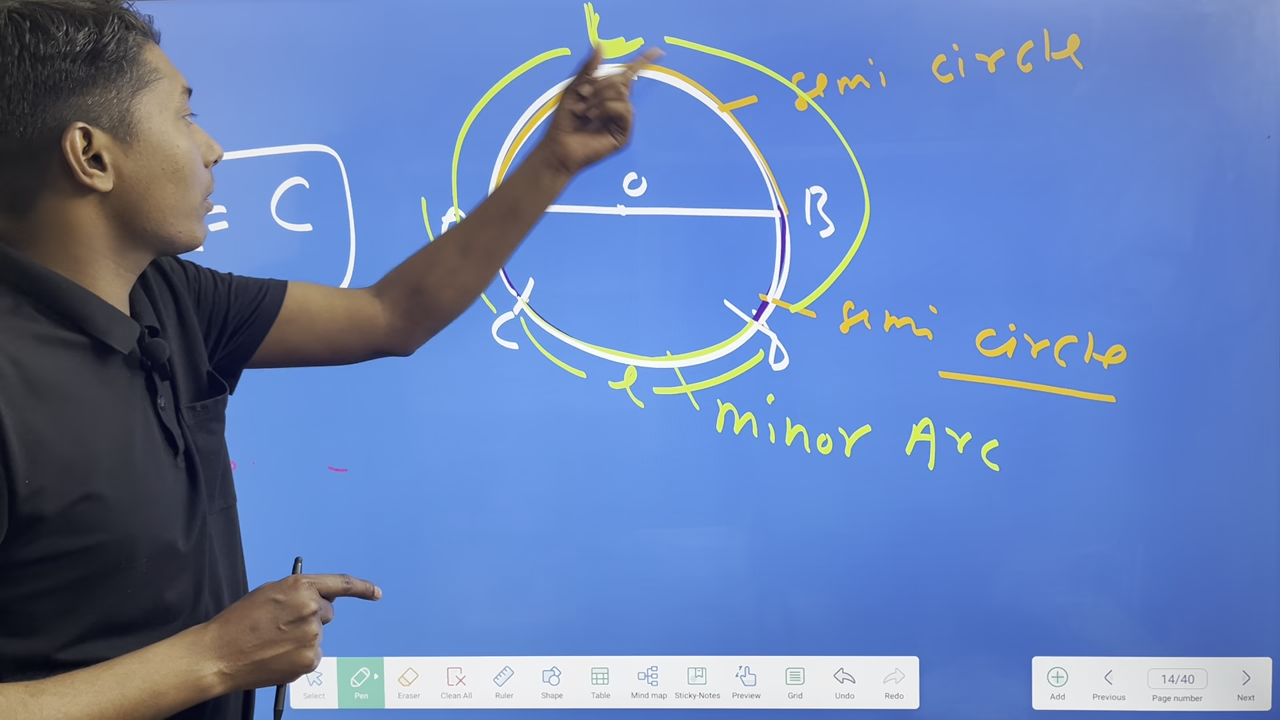 L
semi circle
O
= C
A
B
semi circle
C
D
l
minor Arc
Select
Pen
Eraser
Clean All
Ruler
Shape
Table
Mind map
Sticky-Notes
Preview
Grid
Undo
Redo
Add
Previous
14/40
Page number
Next